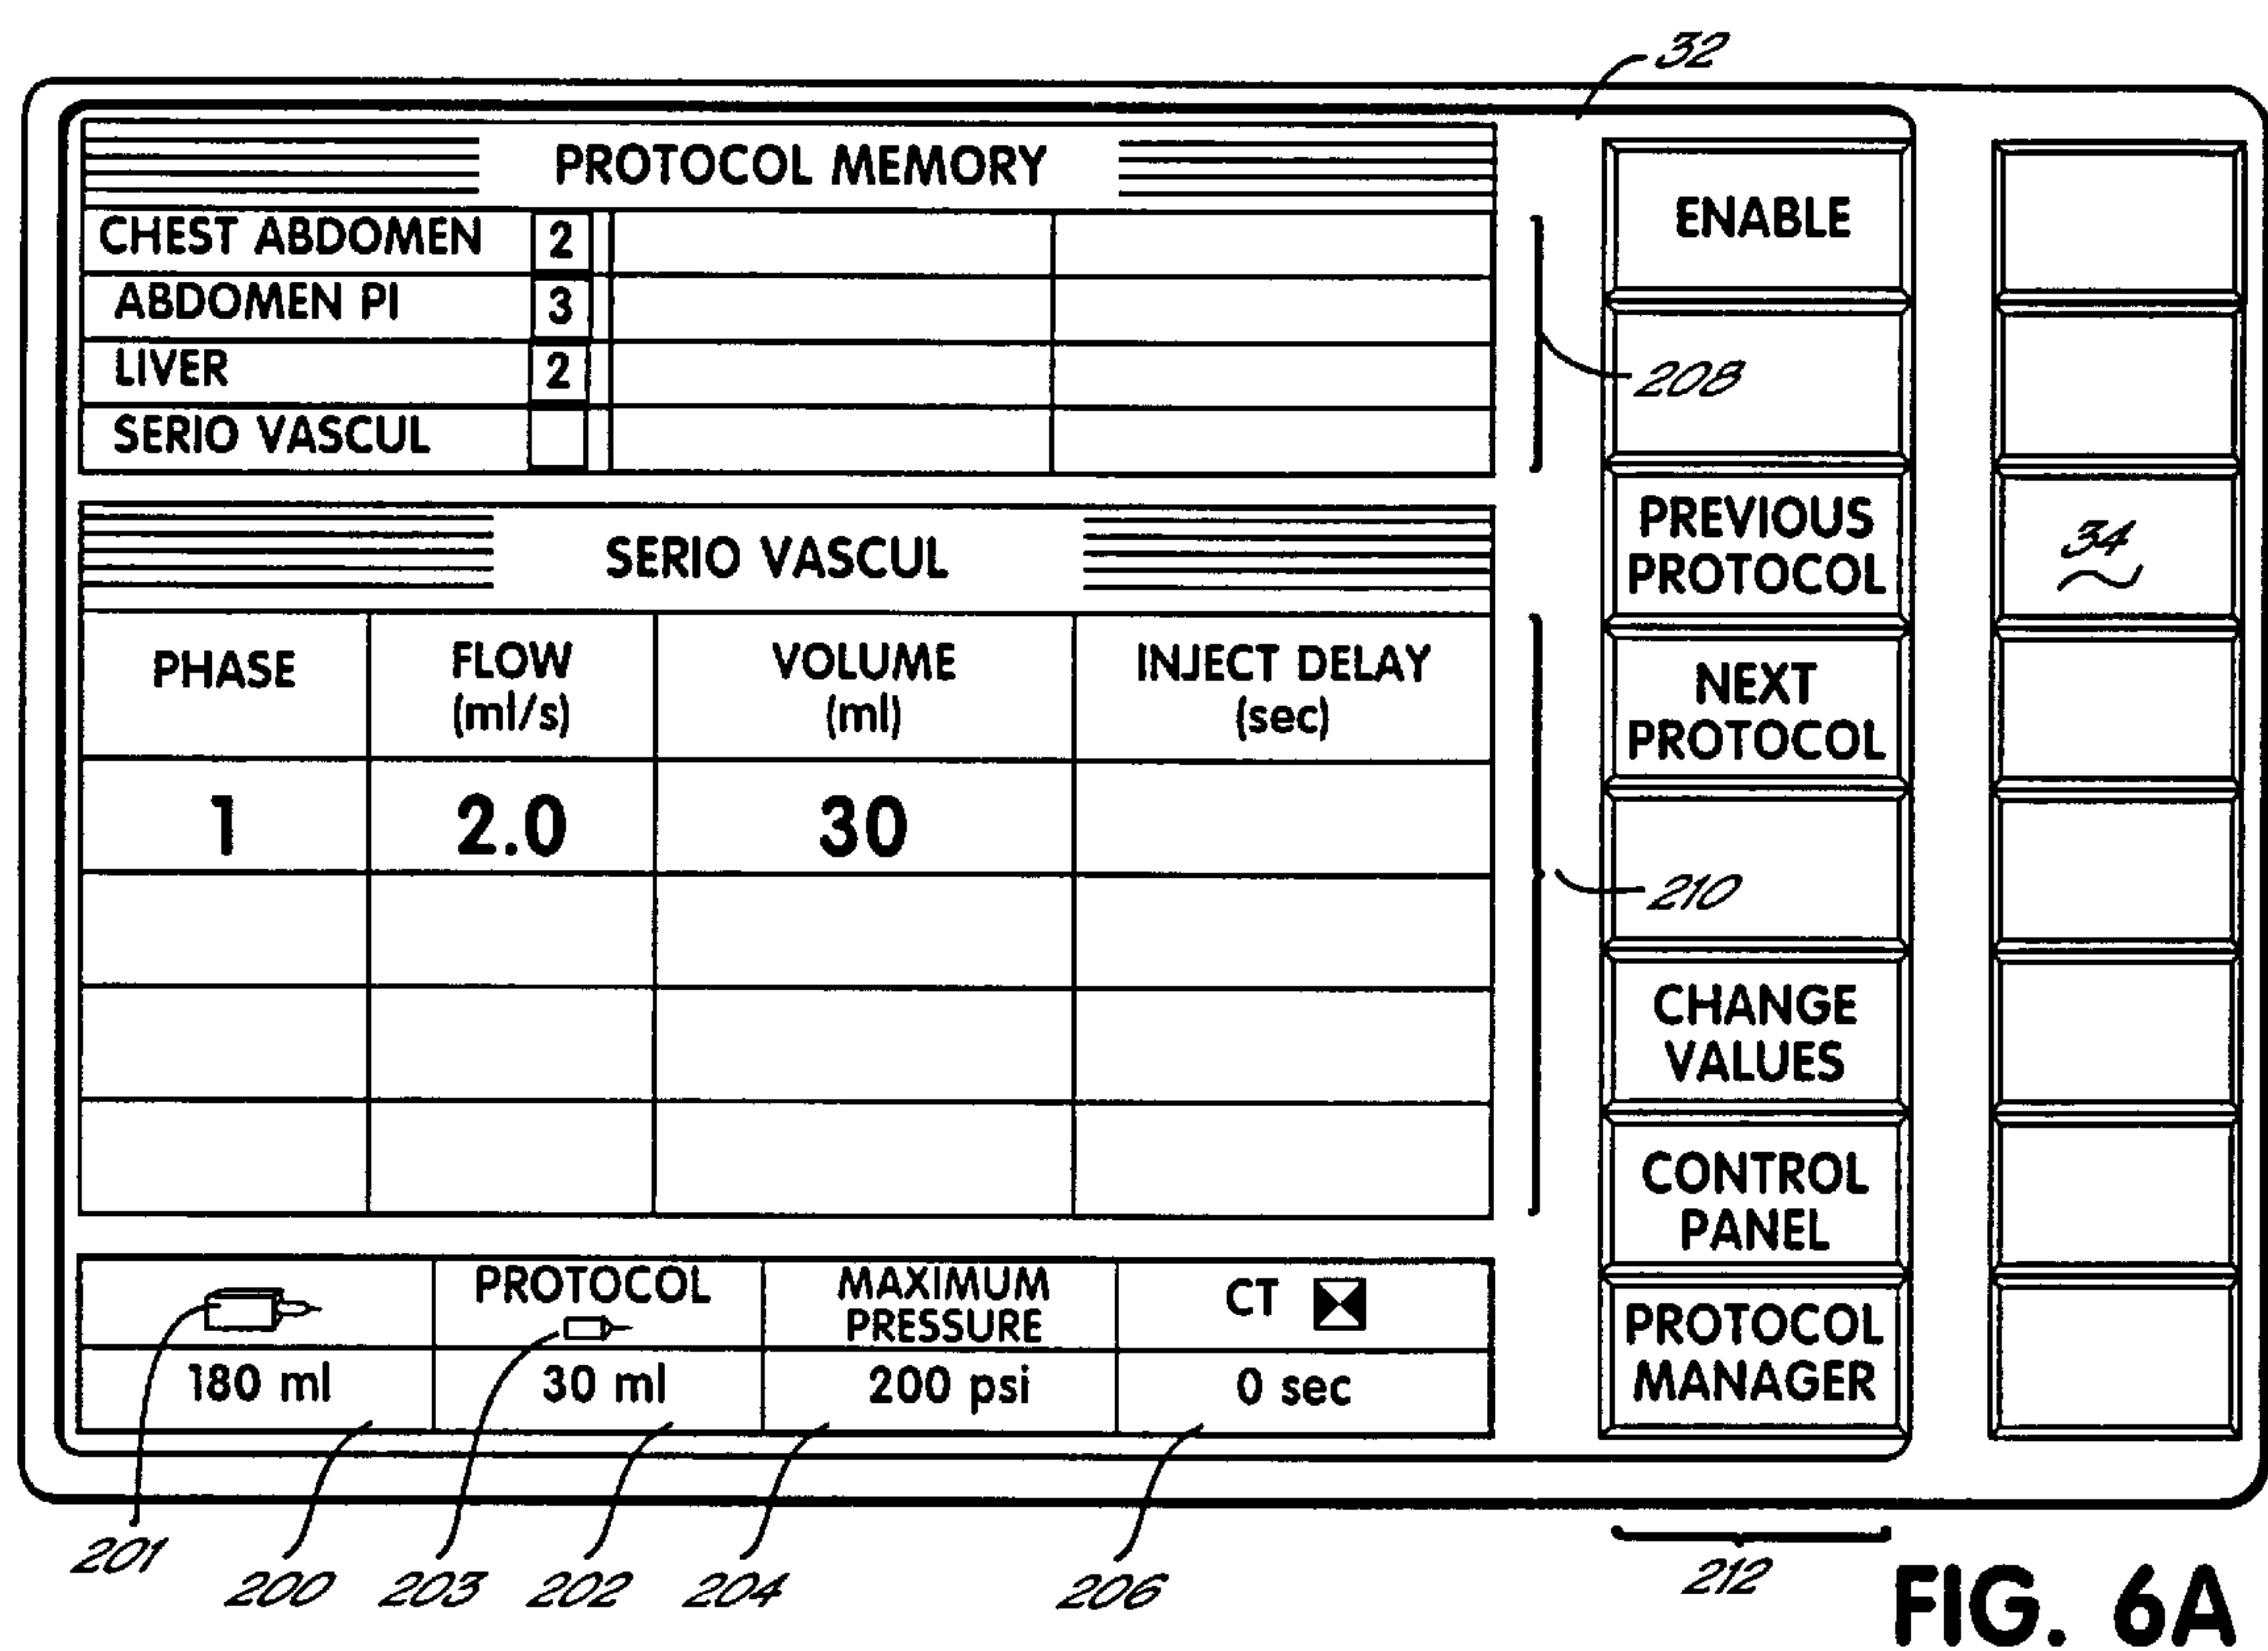 32
PROTOCOL MEMORY
CHEST ABDOMEN 2
ABDOMEN PI 3
LIVER 2
SERIO VASCUL
208
SERIO VASCUL
PHASE FLOW (ml/s) VOLUME (ml) INJECT DELAY (sec)
1 2.0 30
210
PROTOCOL MAXIMUM PRESSURE CT
180 ml 30 ml 200 psi 0 sec
ENABLE
PREVIOUS
PROTOCOL
NEXT
PROTOCOL
CHANGE
VALUES
CONTROL
PANEL
PROTOCOL
MANAGER
34
201 200 203 202 204 206 212
FIG. 6A